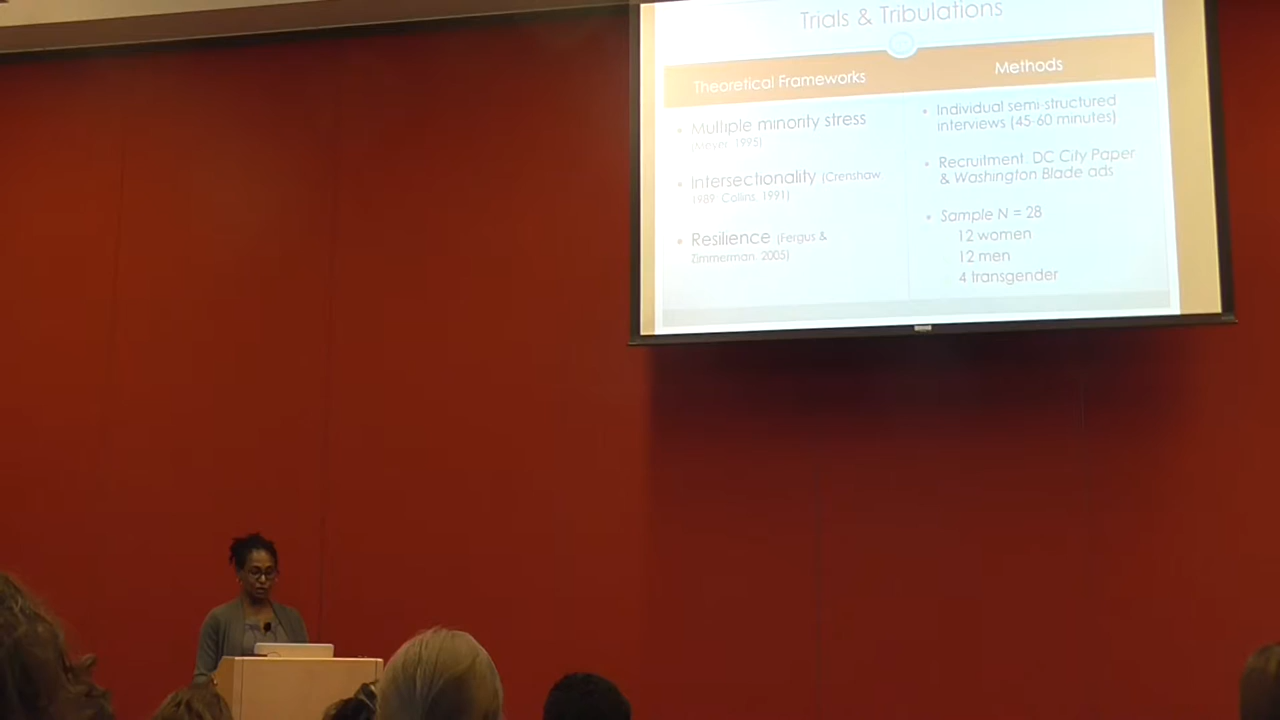 Trials & Tribulations
Theoretical Frameworks
• Multiple minority stress
(Meyer, 1995)
• Intersectionality (Crenshaw
1989, Collins, 1991)
• Resilience (Fergus &
Zimmerman, 2005)
Methods
• Individual semi-structured
interviews (45-60 minutes)
• Recruitment: DC City Paper
& Washington Blade ads
• Sample N = 28
12 women
12 men
4 transgender